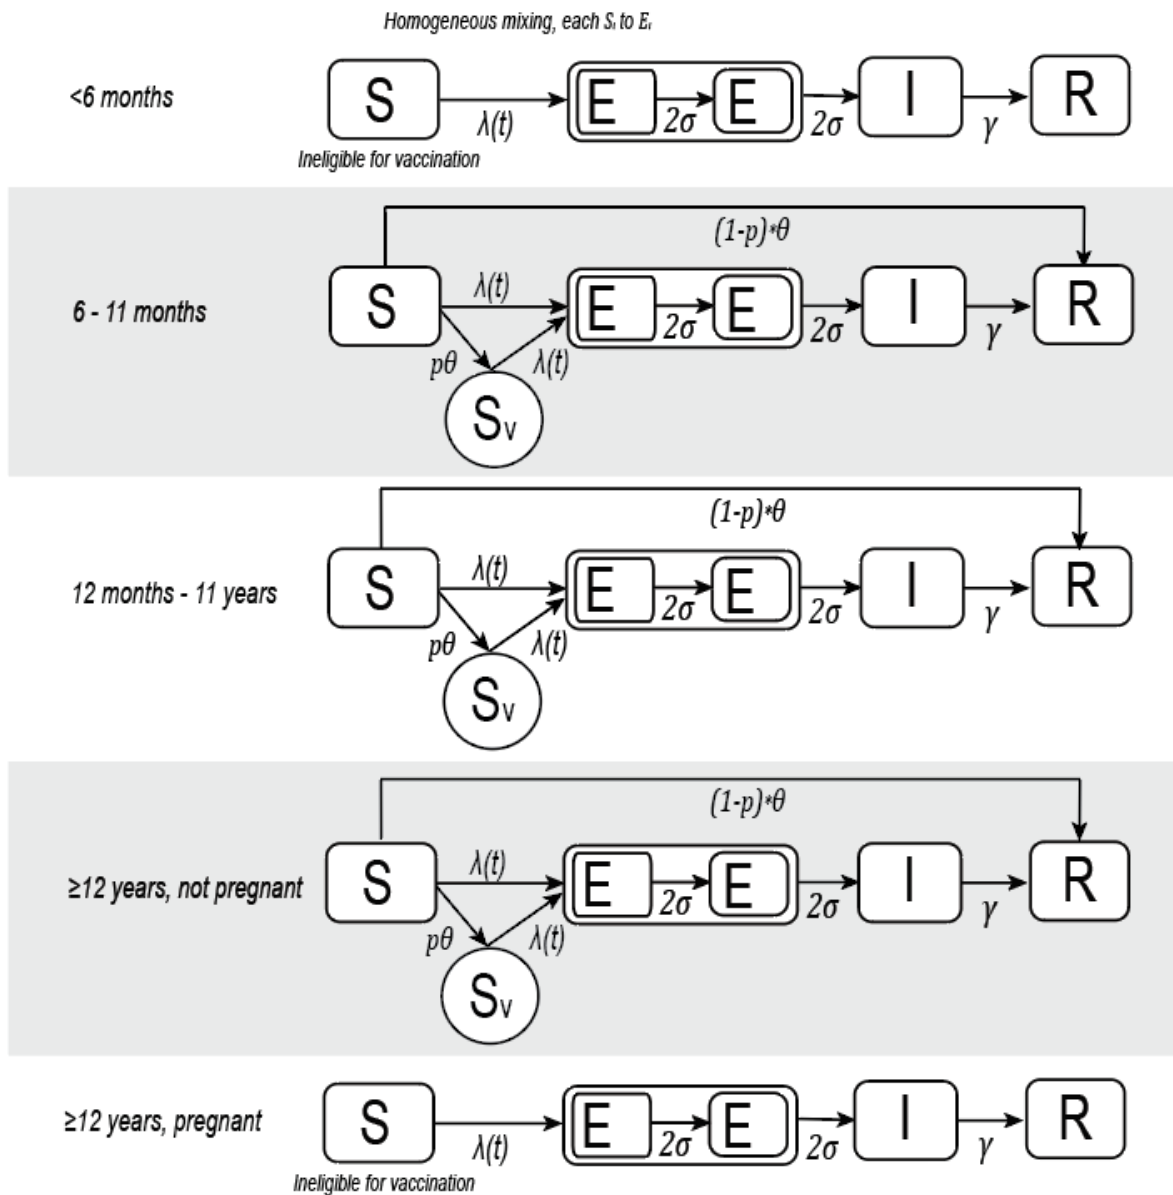 Homogeneous mixing, each Sᵢ to Eᵢ
<6 months
S
λ(t)
E
2σ
E
2σ
I
γ
R
Ineligible for vaccination
(1-p)*θ
6 - 11 months
S
λ(t)
E
2σ
E
2σ
I
γ
R
pθ
λ(t)
Sv
(1-p)*θ
12 months - 11 years
S
λ(t)
E
2σ
E
2σ
I
γ
R
pθ
λ(t)
Sv
(1-p)*θ
≥12 years, not pregnant
S
λ(t)
E
2σ
E
2σ
I
γ
R
pθ
λ(t)
Sv
≥12 years, pregnant
S
λ(t)
E
2σ
E
2σ
I
γ
R
Ineligible for vaccination